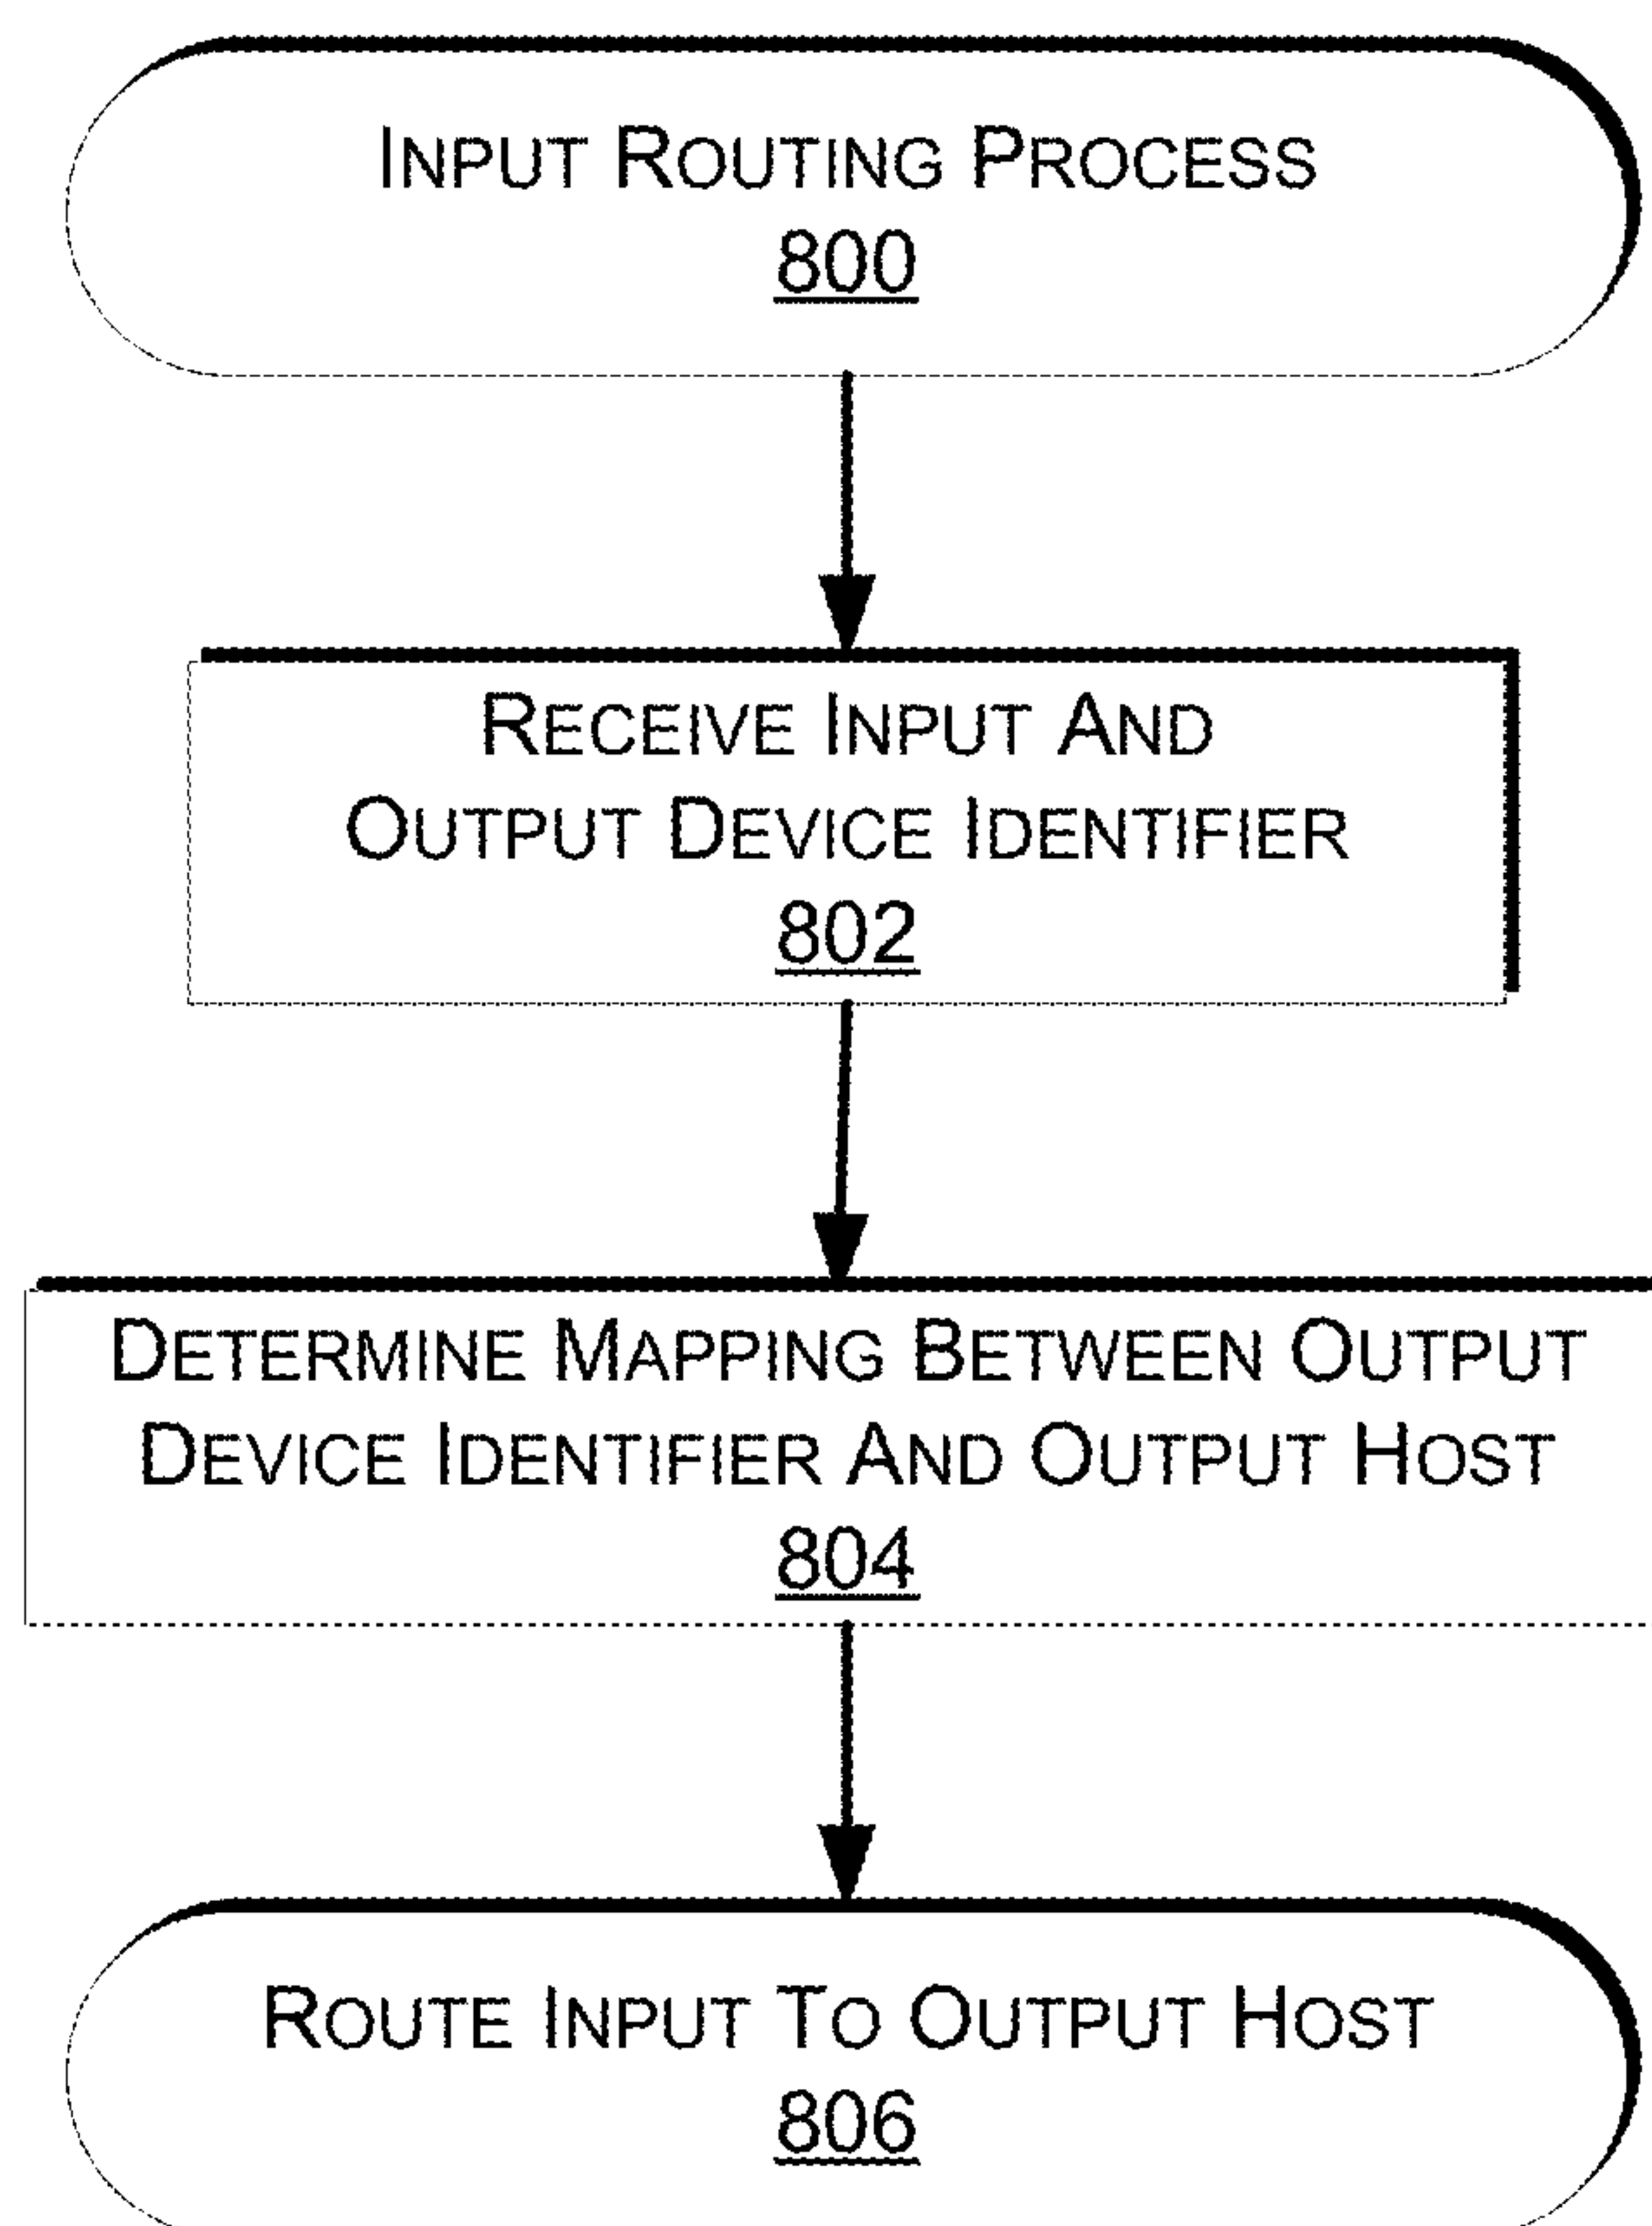 INPUT ROUTING PROCESS
800
RECEIVE INPUT AND
OUTPUT DEVICE IDENTIFIER
802
DETERMINE MAPPING BETWEEN OUTPUT
DEVICE IDENTIFIER AND OUTPUT HOST
804
ROUTE INPUT TO OUTPUT HOST
806